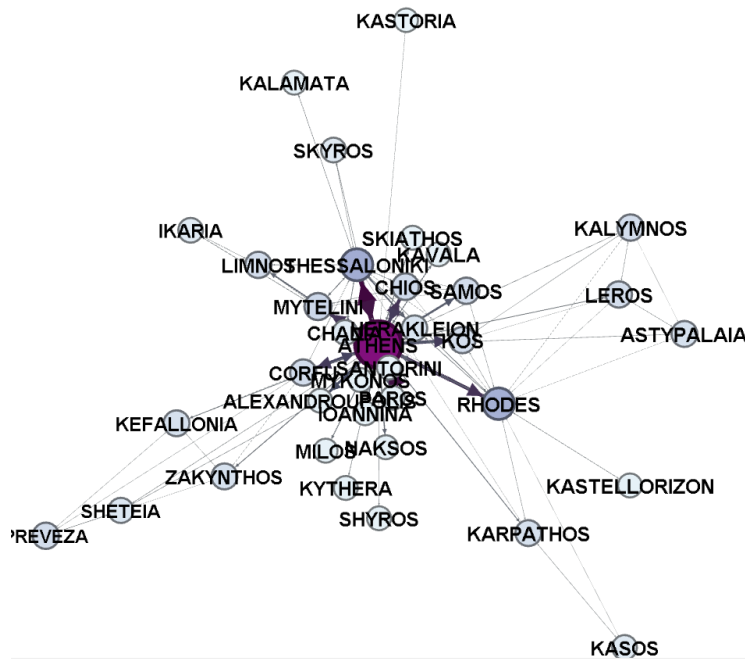 KASTORIA
KALAMATA
SKYROS
IKARIA
SKIATHOS
KALYMNOS
KAVALA
LIMNOS
THESSALONIKI
CHIOS
SAMOS
LEROS
MYTELINI
CHANIA
HERAKLEION
KOS
ASTYPALAIA
ATHENS
SANTORINI
CORFU
MYKONOS
ALEXANDROUPOLIS
PAROS
RHODES
IOANNINA
KEFALLONIA
MILOS
NAKSOS
ZAKYNTHOS
KYTHERA
KASTELLORIZON
SHETEIA
SHYROS
PREVEZA
KARPATHOS
KASOS